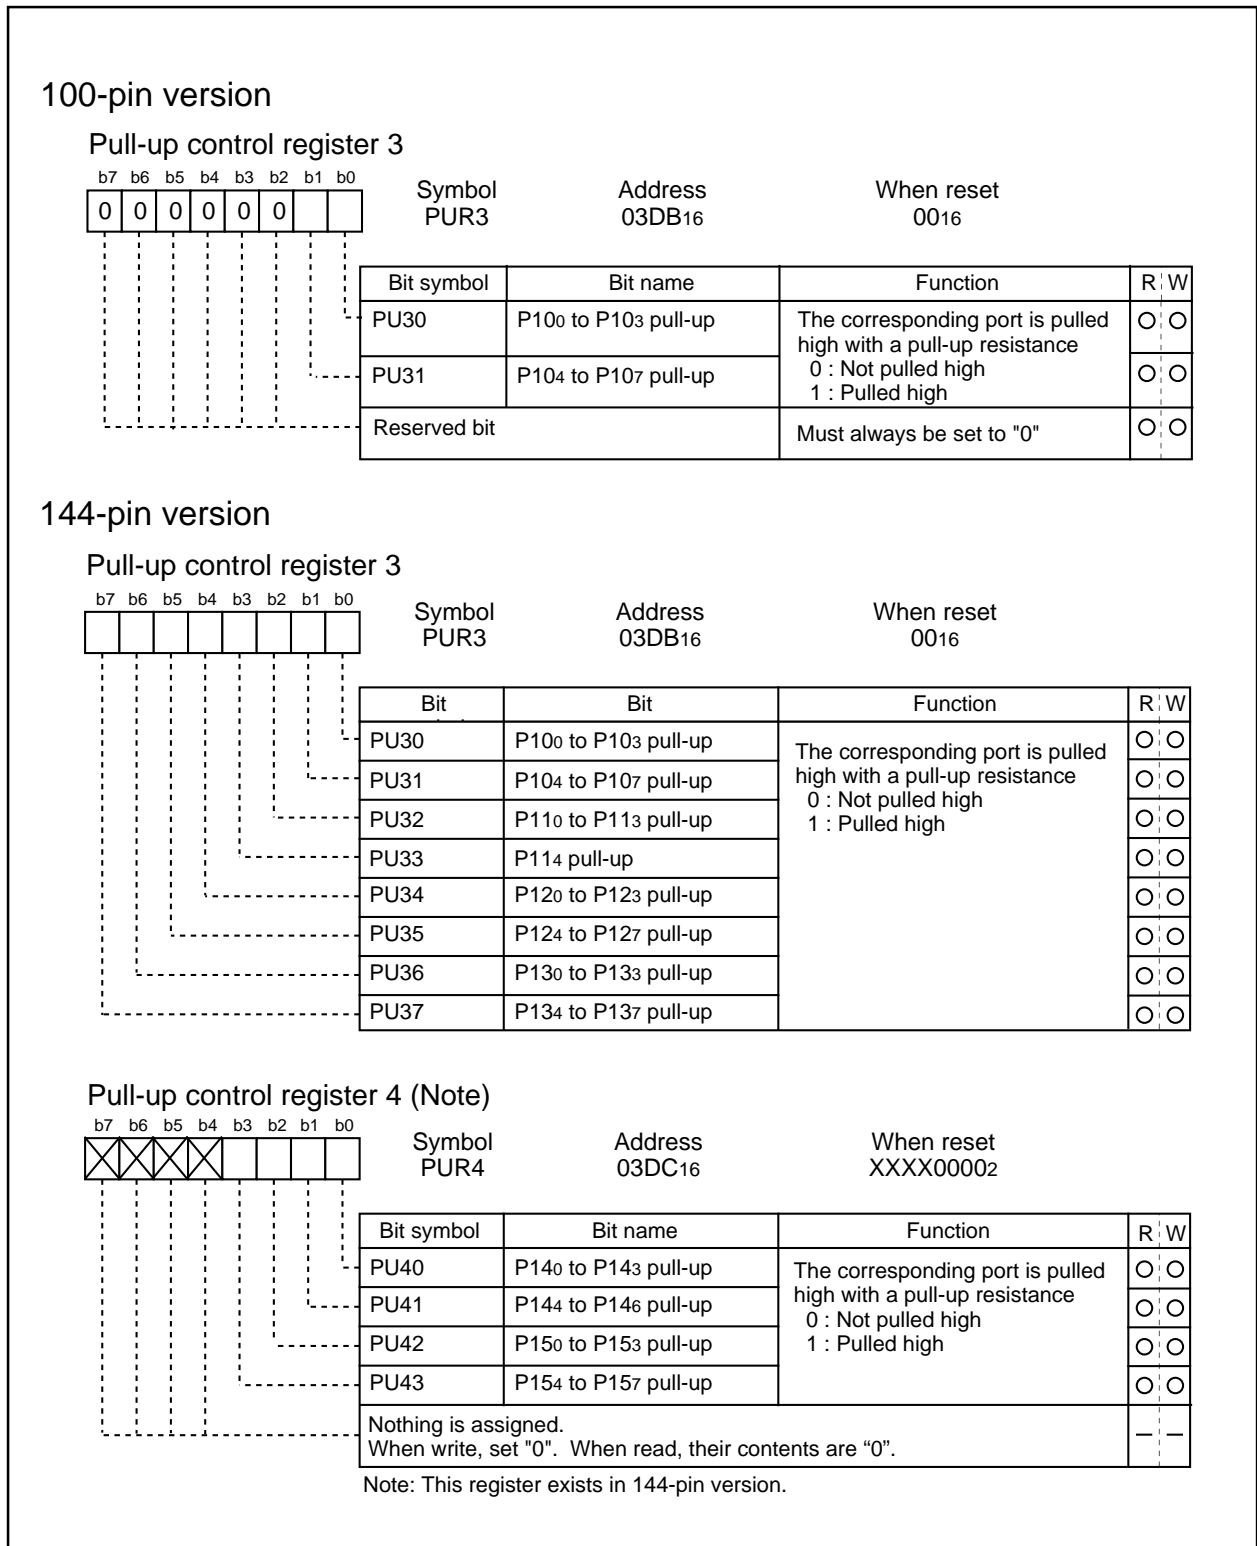 100-pin version
Pull-up control register 3
b7 b6 b5 b4 b3 b2 b1 b0
0 0 0 0 0 0
Symbol Address When reset
PUR3 03DB16 0016
Bit symbol Bit name Function R W
PU30 P100 to P103 pull-up The corresponding port is pulled
high with a pull-up resistance
0 : Not pulled high
PU31 P104 to P107 pull-up
1 : Pulled high
Reserved bit Must always be set to "0"
144-pin version
Pull-up control register 3
b7 b6 b5 b4 b3 b2 b1 b0
Symbol Address When reset
PUR3 03DB16 0016
Bit Bit Function R W
PU30 P100 to P103 pull-up The corresponding port is pulled
PU31 P104 to P107 pull-up high with a pull-up resistance
0 : Not pulled high
PU32 P110 to P113 pull-up 1 : Pulled high
PU33 P114 pull-up
PU34 P120 to P123 pull-up
PU35 P124 to P127 pull-up
PU36 P130 to P133 pull-up
PU37 P134 to P137 pull-up
Pull-up control register 4 (Note)
b7 b6 b5 b4 b3 b2 b1 b0
Symbol Address When reset
PUR4 03DC16 XXXX00002
Bit symbol Bit name Function R W
PU40 P140 to P143 pull-up The corresponding port is pulled
high with a pull-up resistance
PU41 P144 to P146 pull-up 0 : Not pulled high
PU42 P150 to P153 pull-up 1 : Pulled high
PU43 P154 to P157 pull-up
Nothing is assigned.
When write, set "0". When read, their contents are “0”.
Note: This register exists in 144-pin version.